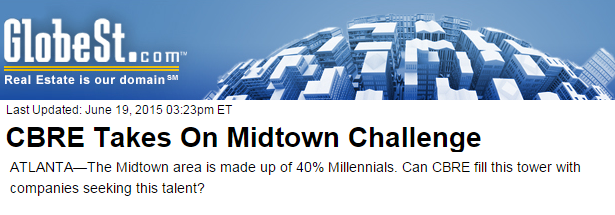 GlobeSt.com™
Real Estate is our domain℠
Last Updated: June 19, 2015 03:23pm ET
CBRE Takes On Midtown Challenge
ATLANTA—The Midtown area is made up of 40% Millennials. Can CBRE fill this tower with
companies seeking this talent?